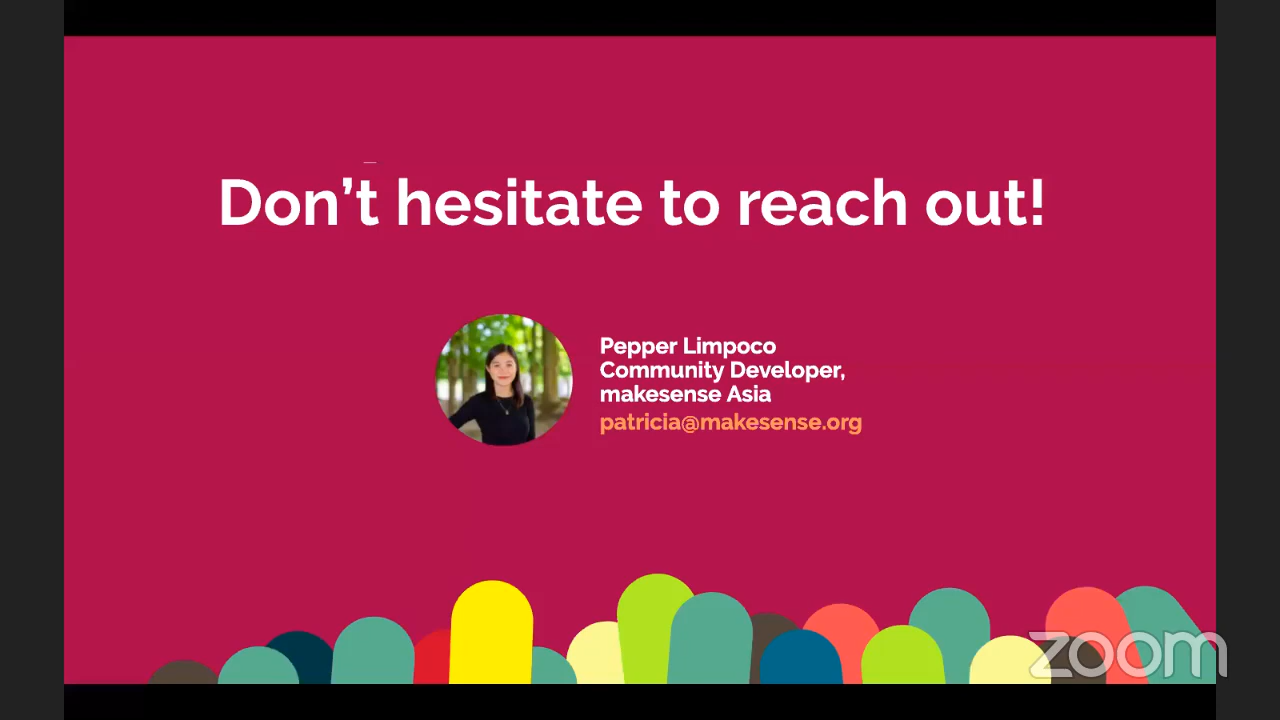 Don't hesitate to reach out!
Pepper Limpoco
Community Developer,
makesense Asia
patricia@makesense.org
zoom